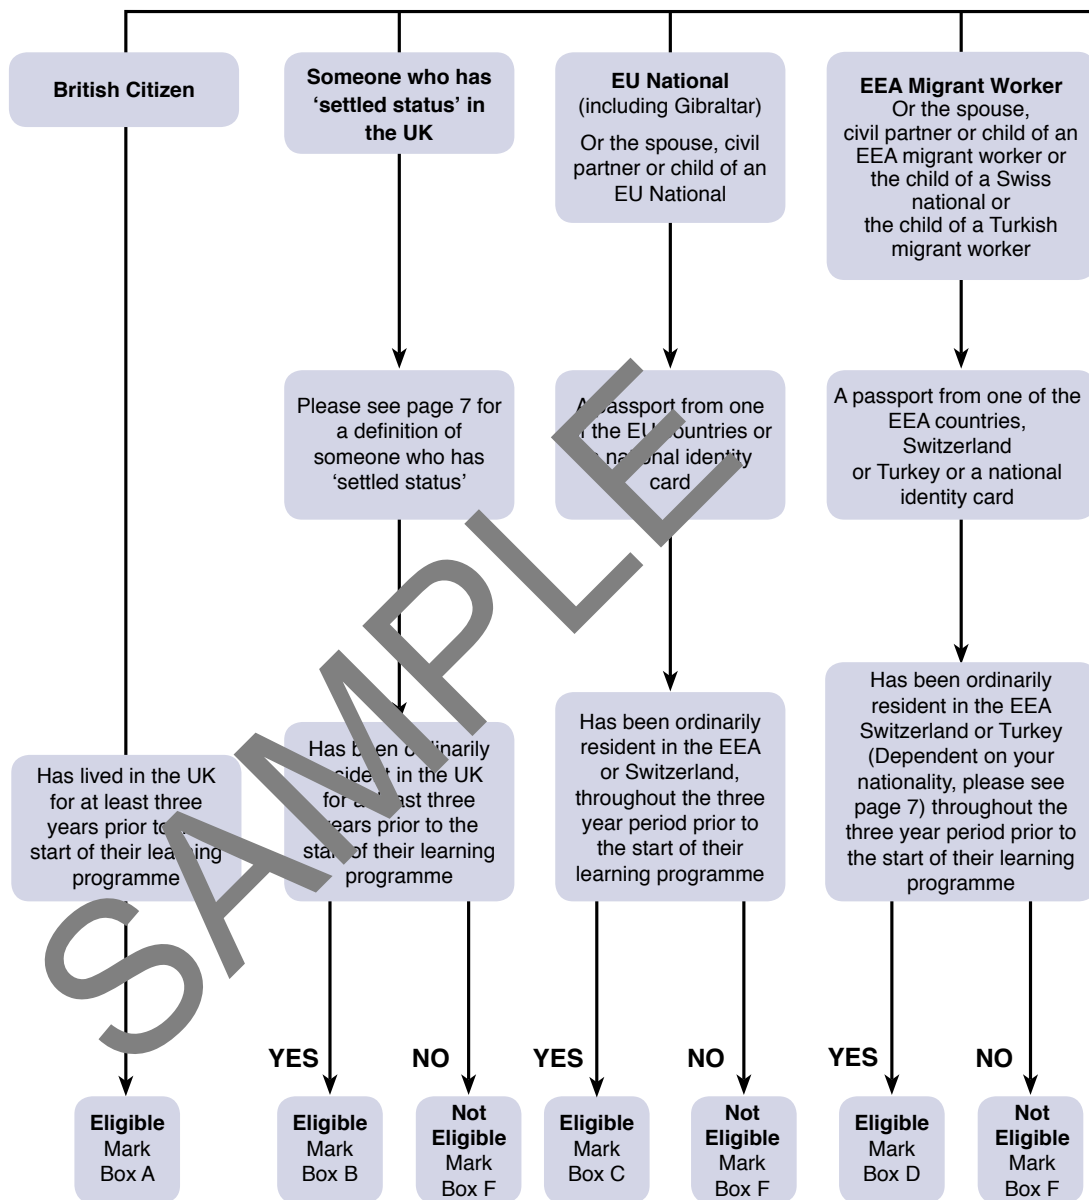 British Citizen
Someone who has
‘settled status’ in
the UK
EU National
(including Gibraltar)
Or the spouse, civil
partner or child of an
EU National
EEA Migrant Worker
Or the spouse,
civil partner or child of an
EEA migrant worker or
the child of a Swiss
national or
the child of a Turkish
migrant worker
Please see page 7 for
a definition of
someone who has
‘settled status’
A passport from one
the EU countries or
national identity
card
A passport from one of the
EEA countries,
Switzerland
or Turkey or a national
identity card
Has lived in the UK
for at least three
years prior to
start of their learning
programme
Has been ordinarily
resident in the UK
for at least three
years prior to the
start of their learning
programme
Has been ordinarily
resident in the EEA
or Switzerland,
throughout the three
year period prior to
the start of their
learning programme
Has been ordinarily
resident in the EEA
Switzerland or Turkey
(Dependent on your
nationality, please see
page 7) throughout the
three year period prior to
the start of their learning
programme
SAMPLE
YES
NO
YES
NO
YES
NO
Eligible
Mark
Box A
Eligible
Mark
Box B
Not
Eligible
Mark
Box F
Eligible
Mark
Box C
Not
Eligible
Mark
Box F
Eligible
Mark
Box D
Not
Eligible
Mark
Box F